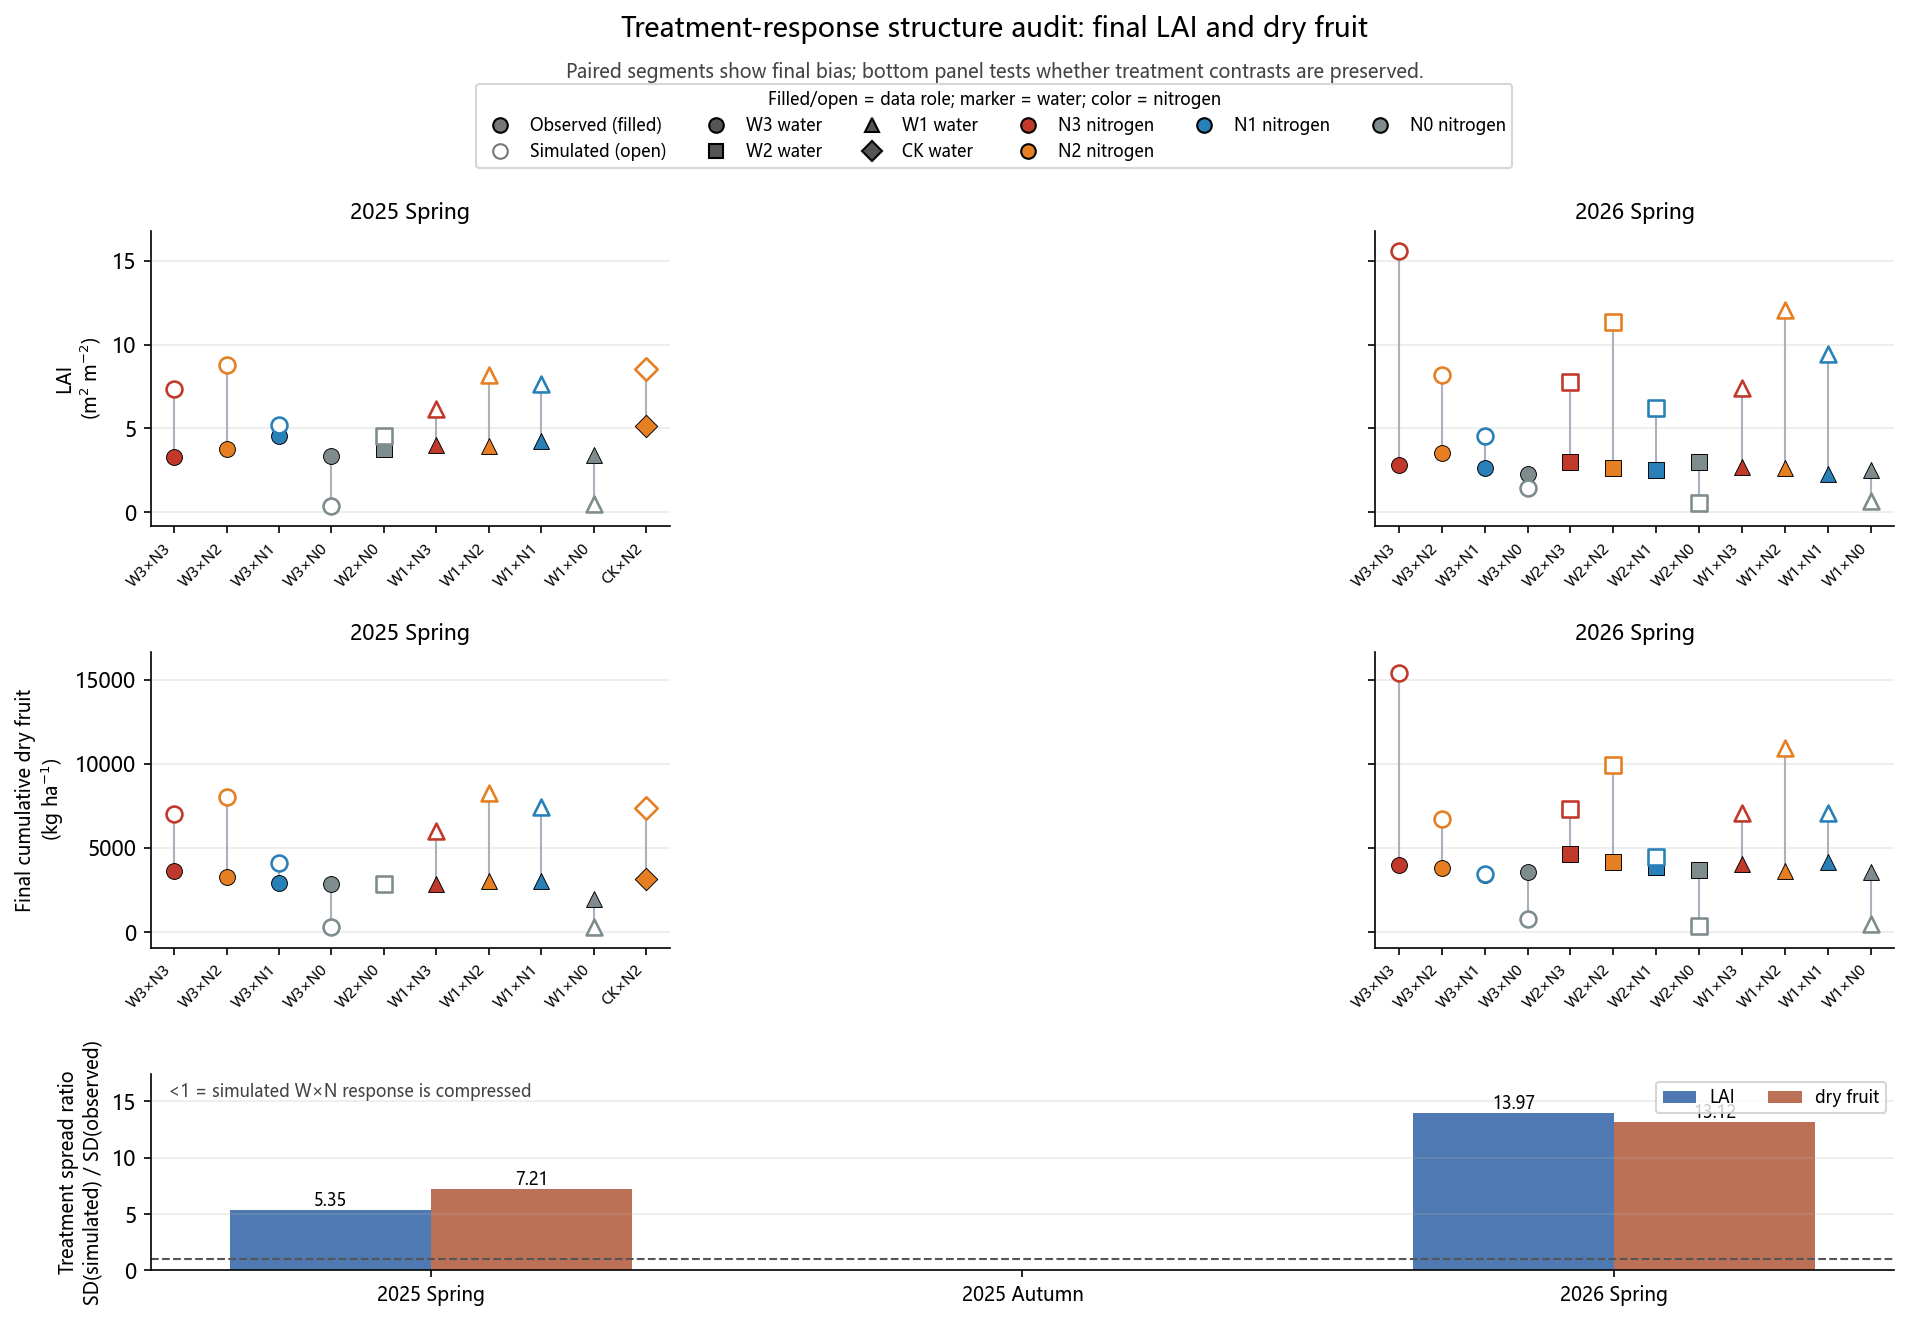 Treatment-response structure audit: final LAI and dry fruit
Paired segments show final bias; bottom panel tests whether treatment contrasts are preserved.
Filled/open = data role; marker = water; color = nitrogen
Observed (filled) W3 water W1 water N3 nitrogen N1 nitrogen N0 nitrogen
Simulated (open) W2 water CK water N2 nitrogen
2025 Spring 2026 Spring
15
10
5
0
LAI
(m² m⁻²)
W3×N3 W3×N2 W3×N1 W3×N0 W2×N0 W1×N3 W1×N2 W1×N1 W1×N0 CK×N2
W3×N3 W3×N2 W3×N1 W3×N0 W2×N3 W2×N2 W2×N1 W2×N0 W1×N3 W1×N2 W1×N1 W1×N0
2025 Spring 2026 Spring
15000
10000
5000
0
Final cumulative dry fruit
(kg ha⁻¹)
W3×N3 W3×N2 W3×N1 W3×N0 W2×N0 W1×N3 W1×N2 W1×N1 W1×N0 CK×N2
W3×N3 W3×N2 W3×N1 W3×N0 W2×N3 W2×N2 W2×N1 W2×N0 W1×N3 W1×N2 W1×N1 W1×N0
Treatment spread ratio
SD(simulated) / SD(observed)
<1 = simulated W×N response is compressed
LAI dry fruit
15
10
5
0
5.35
7.21
13.97
13.12
2025 Spring 2025 Autumn 2026 Spring